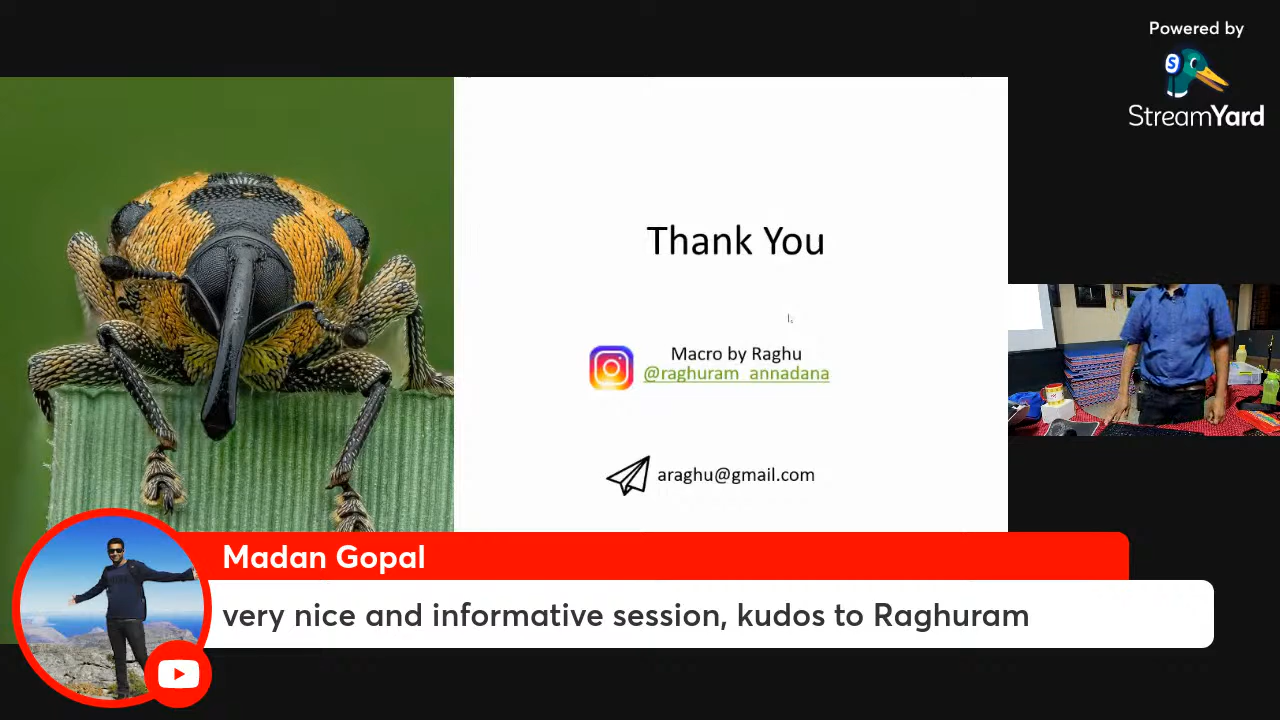 Powered by
StreamYard
Thank You
Macro by Raghu
@raghuram_annadana
araghu@gmail.com
Madan Gopal
very nice and informative session, kudos to Raghuram